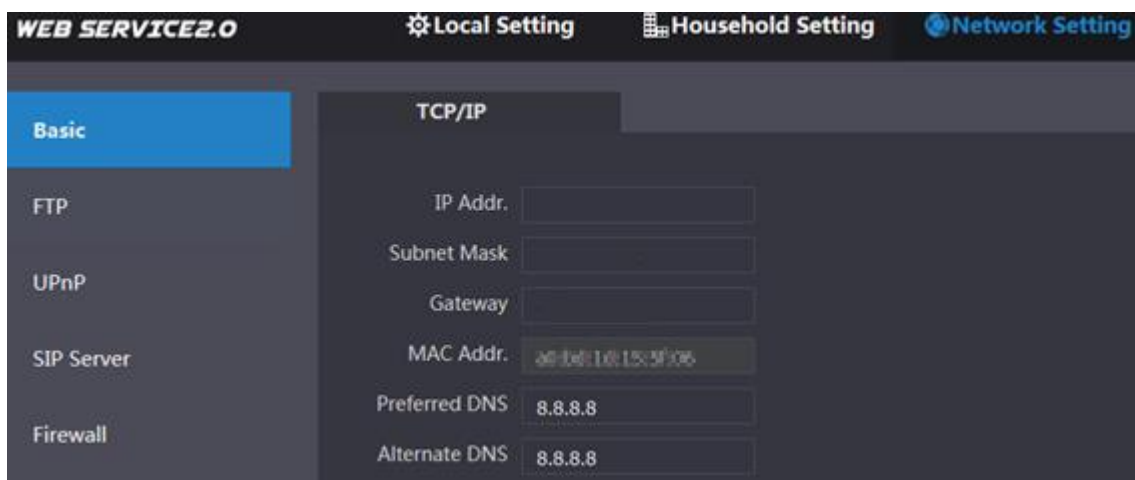 WEB SERVICE2.0
Local Setting
Household Setting
Network Setting
Basic
FTP
UPnP
SIP Server
Firewall
TCP/IP
IP Addr.
Subnet Mask
Gateway
MAC Addr.
Preferred DNS 8.8.8.8
Alternate DNS 8.8.8.8